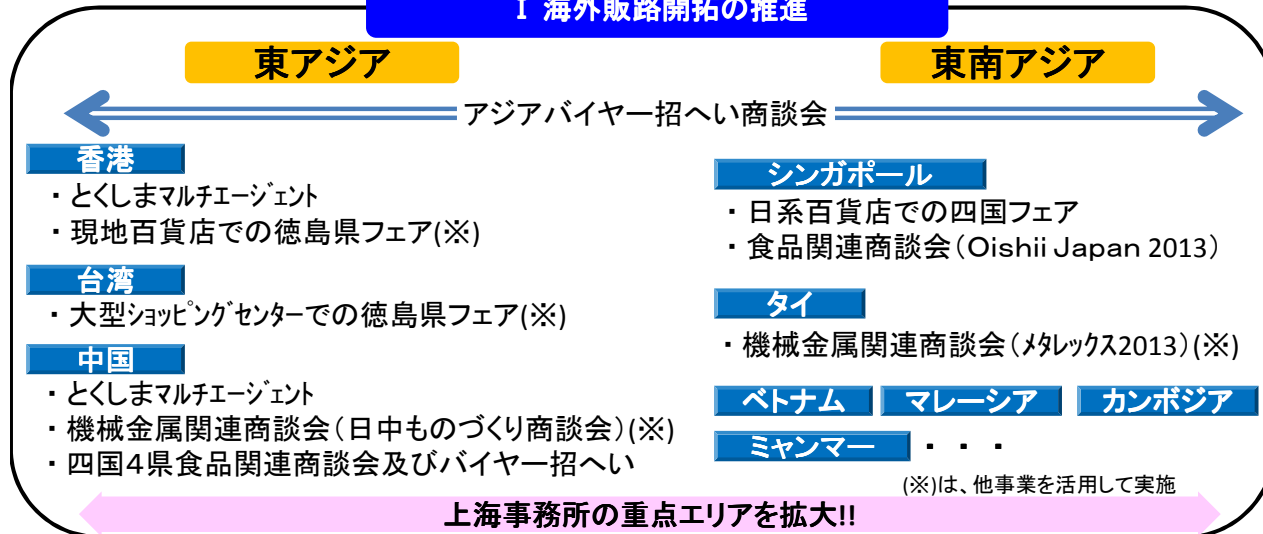 Ⅰ 海外販路開拓の推進
東アジア
東南アジア
アジアバイヤー招へい商談会
香港
・とくしまマルチエージェント
・現地百貨店での徳島県フェア(※)
台湾
・大型ショッピングセンターでの徳島県フェア(※)
中国
・とくしまマルチエージェント
・機械金属関連商談会(日中ものづくり商談会)(※)
・四国4県食品関連商談会及びバイヤー招へい
シンガポール
・日系百貨店での四国フェア
・食品関連商談会(Oishii Japan 2013)
タイ
・機械金属関連商談会(メタレックス2013)(※)
ベトナム マレーシア カンボジア
ミャンマー ・ ・ ・
(※)は、他事業を活用して実施
上海事務所の重点エリアを拡大!!